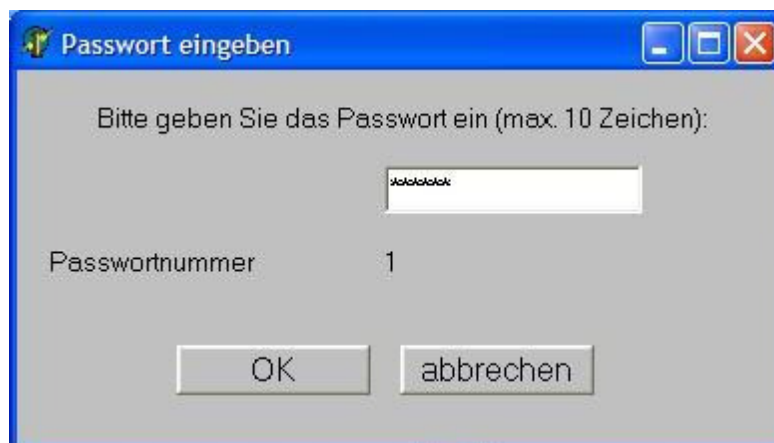 Passwort eingeben
Bitte geben Sie das Passwort ein (max. 10 Zeichen):
******
Passwortnummer 1
OK abbrechen